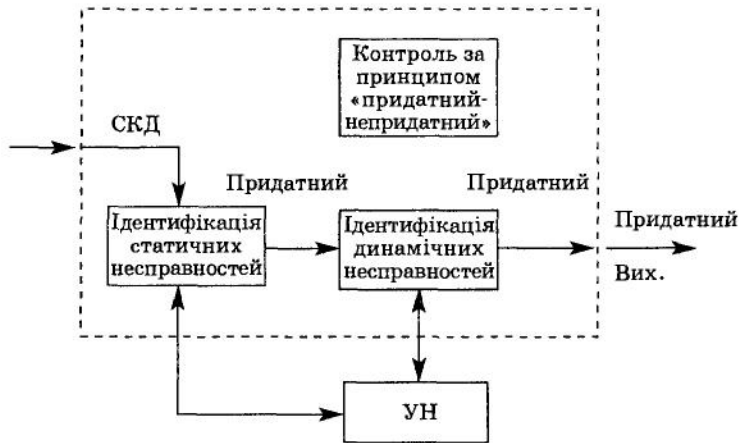 Контроль за
принципом
«придатний-
непридатний»
СКД
Придатний
Придатний
Ідентифікація
статичних
несправностей
Ідентифікація
динамічних
несправностей
Придатний
Вих.
УН